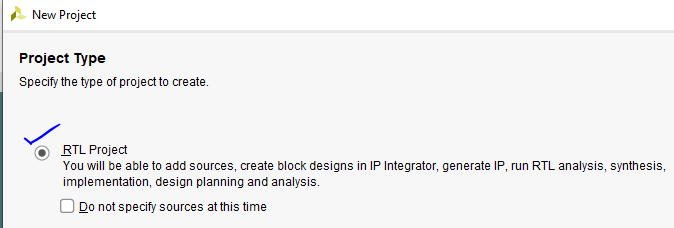 New Project
Project Type
Specify the type of project to create.
RTL Project
You will be able to add sources, create block designs in IP Integrator, generate IP, run RTL analysis, synthesis,
implementation, design planning and analysis.
Do not specify sources at this time